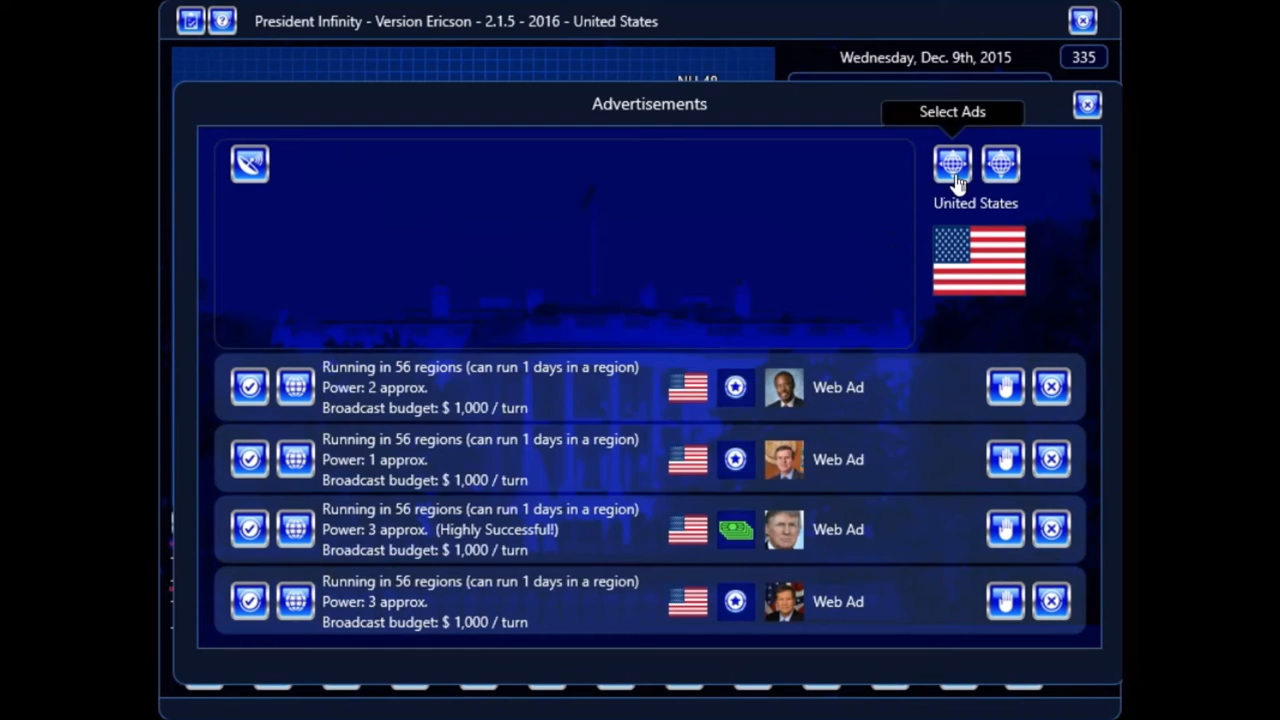 President Infinity - Version Ericson - 2.1.5 - 2016 - United States
Wednesday, Dec. 9th, 2015
335
Advertisements
Select Ads
United States
Running in 56 regions (can run 1 days in a region)
Power: 2 approx.
Broadcast budget: $ 1,000 / turn
Web Ad
Running in 56 regions (can run 1 days in a region)
Power: 1 approx.
Broadcast budget: $ 1,000 / turn
Web Ad
Running in 56 regions (can run 1 days in a region)
Power: 3 approx. (Highly Successful!)
Broadcast budget: $ 1,000 / turn
Web Ad
Running in 56 regions (can run 1 days in a region)
Power: 3 approx.
Broadcast budget: $ 1,000 / turn
Web Ad